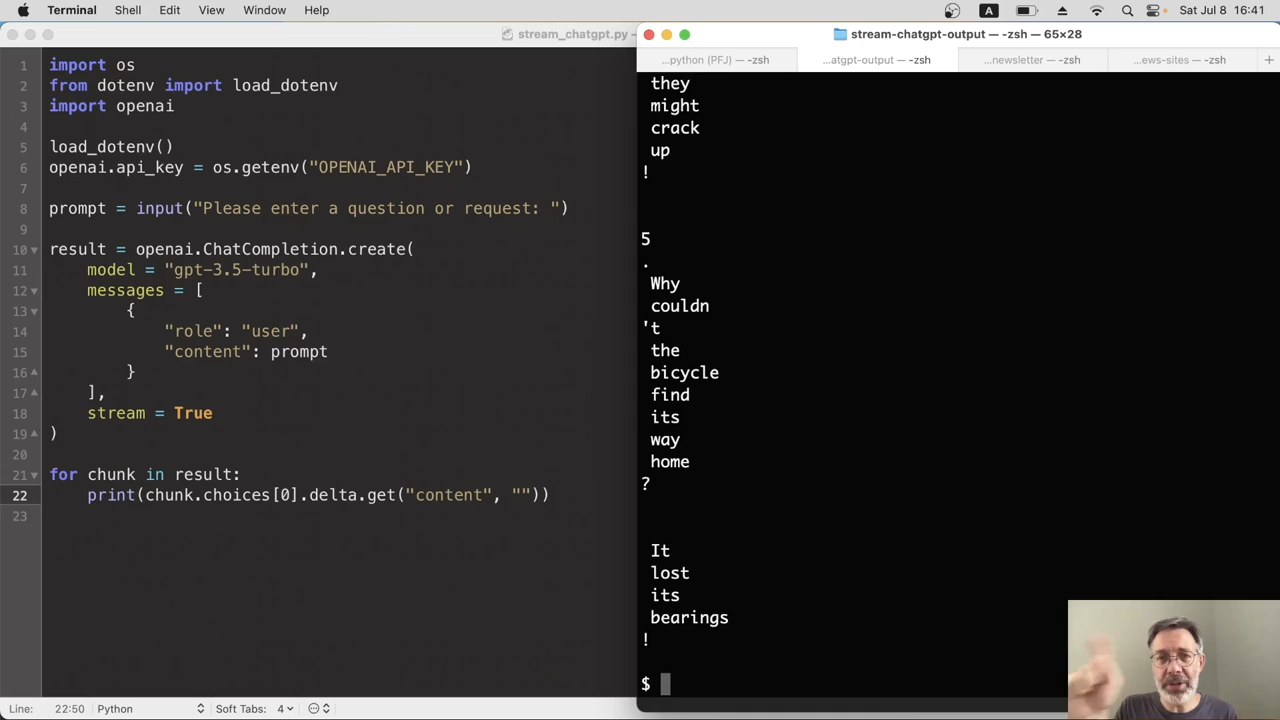 Terminal Shell Edit View Window Help A Sat Jul 8 16:41
stream_chatgpt.py —
1 import os
2 from dotenv import load_dotenv
3 import openai
4
5 load_dotenv()
6 openai.api_key = os.getenv("OPENAI_API_KEY")
7
8 prompt = input("Please enter a question or request: ")
9
10 result = openai.ChatCompletion.create(
11 model = "gpt-3.5-turbo",
12 messages = [
13 {
14 "role": "user",
15 "content": prompt
16 }
17 ],
18 stream = True
19 )
20
21 for chunk in result:
22 print(chunk.choices[0].delta.get("content", ""))
23
Line: 22:50 Python Soft Tabs: 4
stream-chatgpt-output — -zsh — 65×28
...python (PFJ) — -zsh ...atgpt-output — -zsh ...newsletter — -zsh ...ews-sites — -zsh +
they
might
crack
up
!
5
.
Why
couldn
't
the
bicycle
find
its
way
home
?
It
lost
its
bearings
!
$